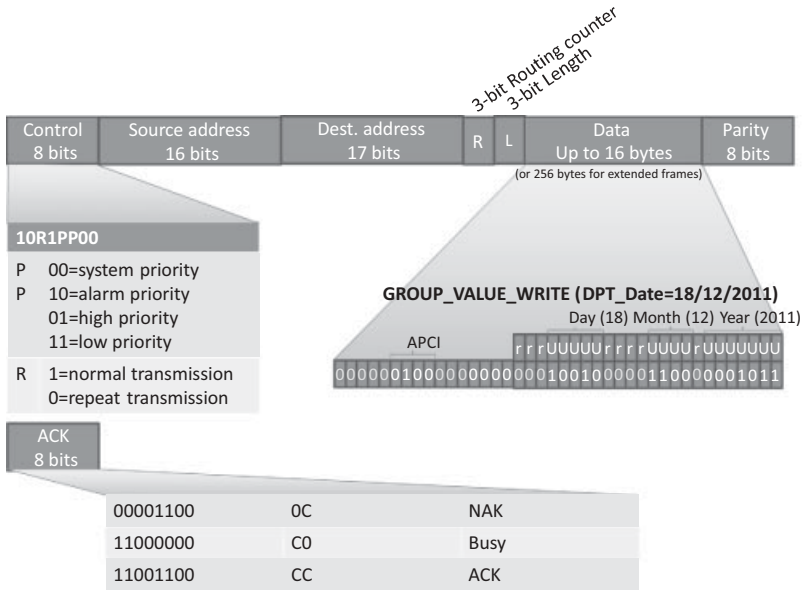 3-bit Routing counter
3-bit Length
Control
8 bits
Source address
16 bits
Dest. address
17 bits
R
L
Data
Up to 16 bytes
Parity
8 bits
(or 256 bytes for extended frames)
10R1PP00
P 00=system priority
P 10=alarm priority
01=high priority
11=low priority
R 1=normal transmission
0=repeat transmission
GROUP_VALUE_WRITE (DPT_Date=18/12/2011)
Day (18) Month (12) Year (2011)
APCI
rrrUUUUUrrrrUUUUrUUUUUUU
0000001000000000000100100000110000001011
ACK
8 bits
00001100 0C NAK
11000000 C0 Busy
11001100 CC ACK